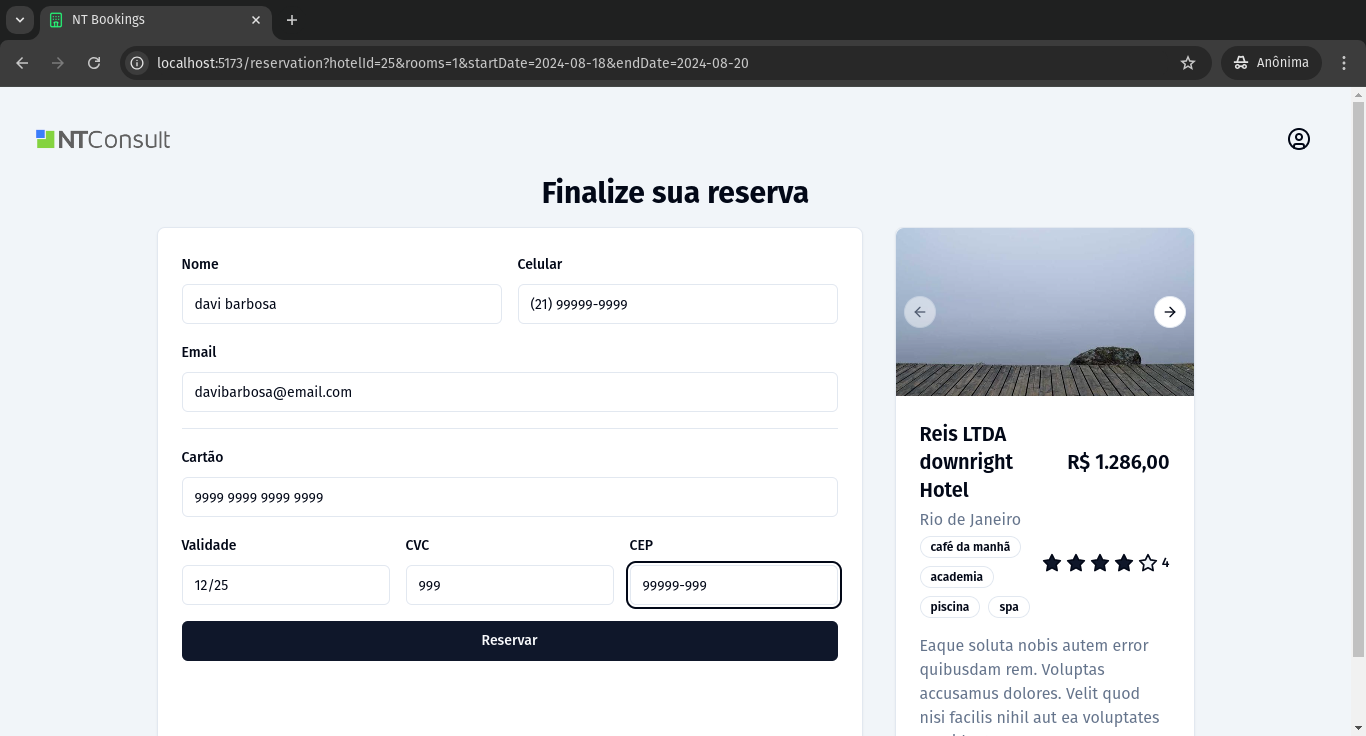 NT Bookings
localhost:5173/reservation?hotelId=25&rooms=1&startDate=2024-08-18&endDate=2024-08-20
Anônima
NTConsult
Finalize sua reserva
Nome
Celular
davi barbosa
(21) 99999-9999
Email
davibarbosa@email.com
Cartão
9999 9999 9999 9999
Validade
CVC
CEP
12/25
999
99999-999
Reservar
Reis LTDA
downright
Hotel
R$ 1.286,00
Rio de Janeiro
café da manhã
academia
piscina
spa
4
Eaque soluta nobis autem error
quibusdam rem. Voluptas
accusamus dolores. Velit quod
nisi facilis nihil aut ea voluptates